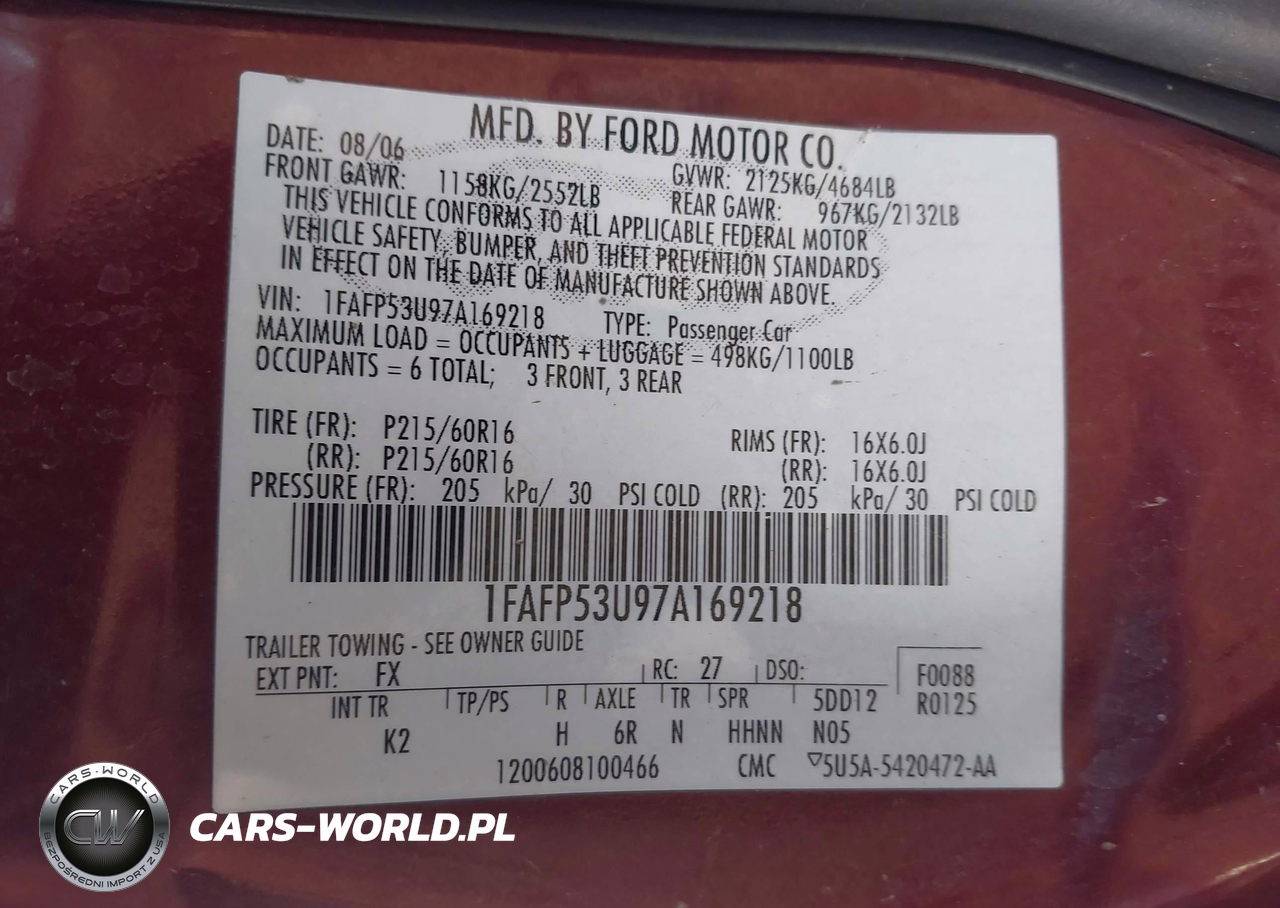 MFD. BY FORD MOTOR CO.
DATE: 08/06 GVWR: 2125KG/4684LB
FRONT GAWR: 1158KG/2552LB REAR GAWR: 967KG/2132LB
THIS VEHICLE CONFORMS TO ALL APPLICABLE FEDERAL MOTOR
VEHICLE SAFETY, BUMPER, AND THEFT PREVENTION STANDARDS
IN EFFECT ON THE DATE OF MANUFACTURE SHOWN ABOVE.
VIN: 1FAFP53U97A169218 TYPE: Passenger Car
MAXIMUM LOAD = OCCUPANTS + LUGGAGE = 498KG/1100LB
OCCUPANTS = 6 TOTAL; 3 FRONT, 3 REAR
TIRE (FR): P215/60R16 RIMS (FR): 16X6.0J
(RR): P215/60R16 (RR): 16X6.0J
PRESSURE (FR): 205 kPa/ 30 PSI COLD (RR): 205 kPa/ 30 PSI COLD
1FAFP53U97A169218
TRAILER TOWING - SEE OWNER GUIDE
EXT PNT: FX RC: 27 DSO: F0088
INT TR TP/PS R AXLE TR SPR 5DD12 R0125
K2 H 6R N HHNN N05
1200608100466 CMC ▽5U5A-5420472-AA
CARS-WORLD
CW
BEZPOŚREDNI IMPORT Z USA
CARS-WORLD.PL